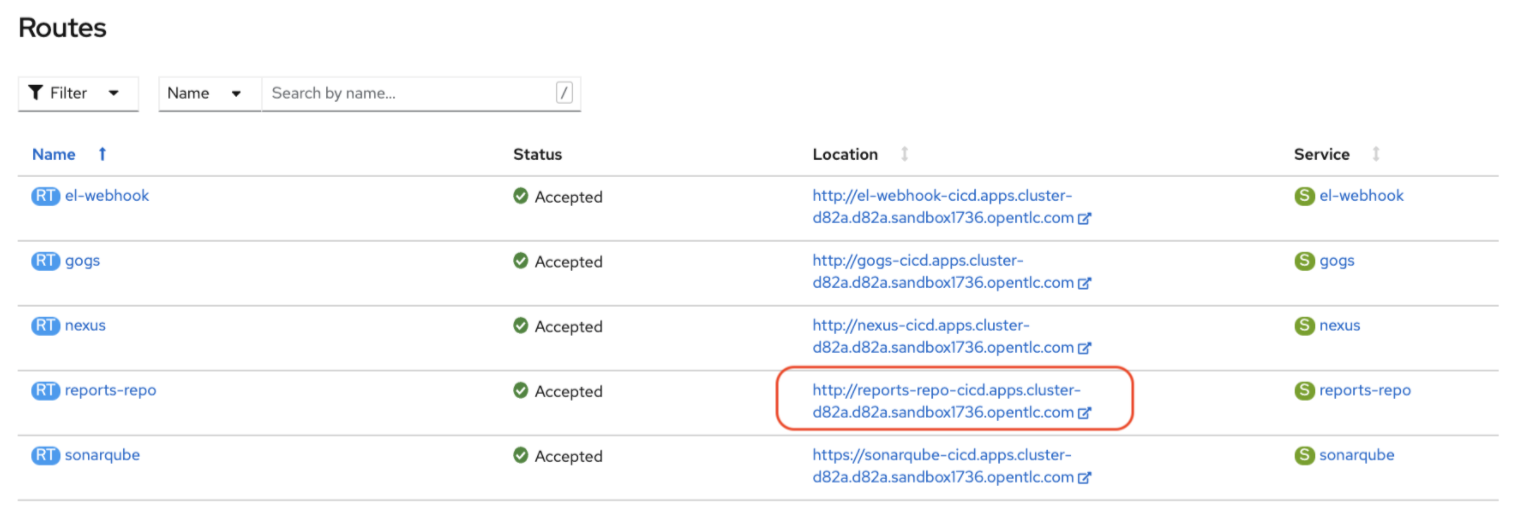 Routes
Filter Name Search by name... /
Name Status Location Service
RT el-webhook Accepted http://el-webhook-cicd.apps.cluster- S el-webhook
d82a.d82a.sandbox1736.opentlc.com
RT gogs Accepted http://gogs-cicd.apps.cluster- S gogs
d82a.d82a.sandbox1736.opentlc.com
RT nexus Accepted http://nexus-cicd.apps.cluster- S nexus
d82a.d82a.sandbox1736.opentlc.com
RT reports-repo Accepted http://reports-repo-cicd.apps.cluster- S reports-repo
d82a.d82a.sandbox1736.opentlc.com
RT sonarqube Accepted https://sonarqube-cicd.apps.cluster- S sonarqube
d82a.d82a.sandbox1736.opentlc.com